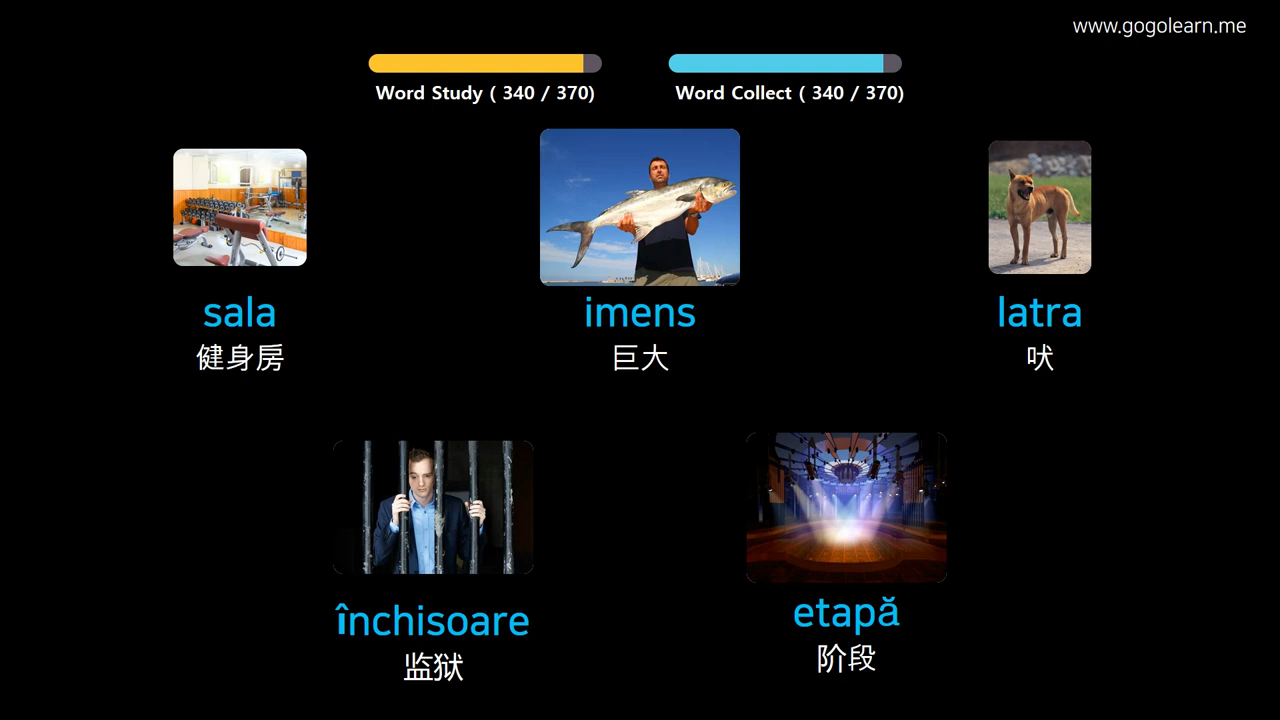 www.gogolearn.me
Word Study ( 340 / 370)
Word Collect ( 340 / 370)
sala
健身房
imens
巨大
latra
吠
închisoare
监狱
etapă
阶段